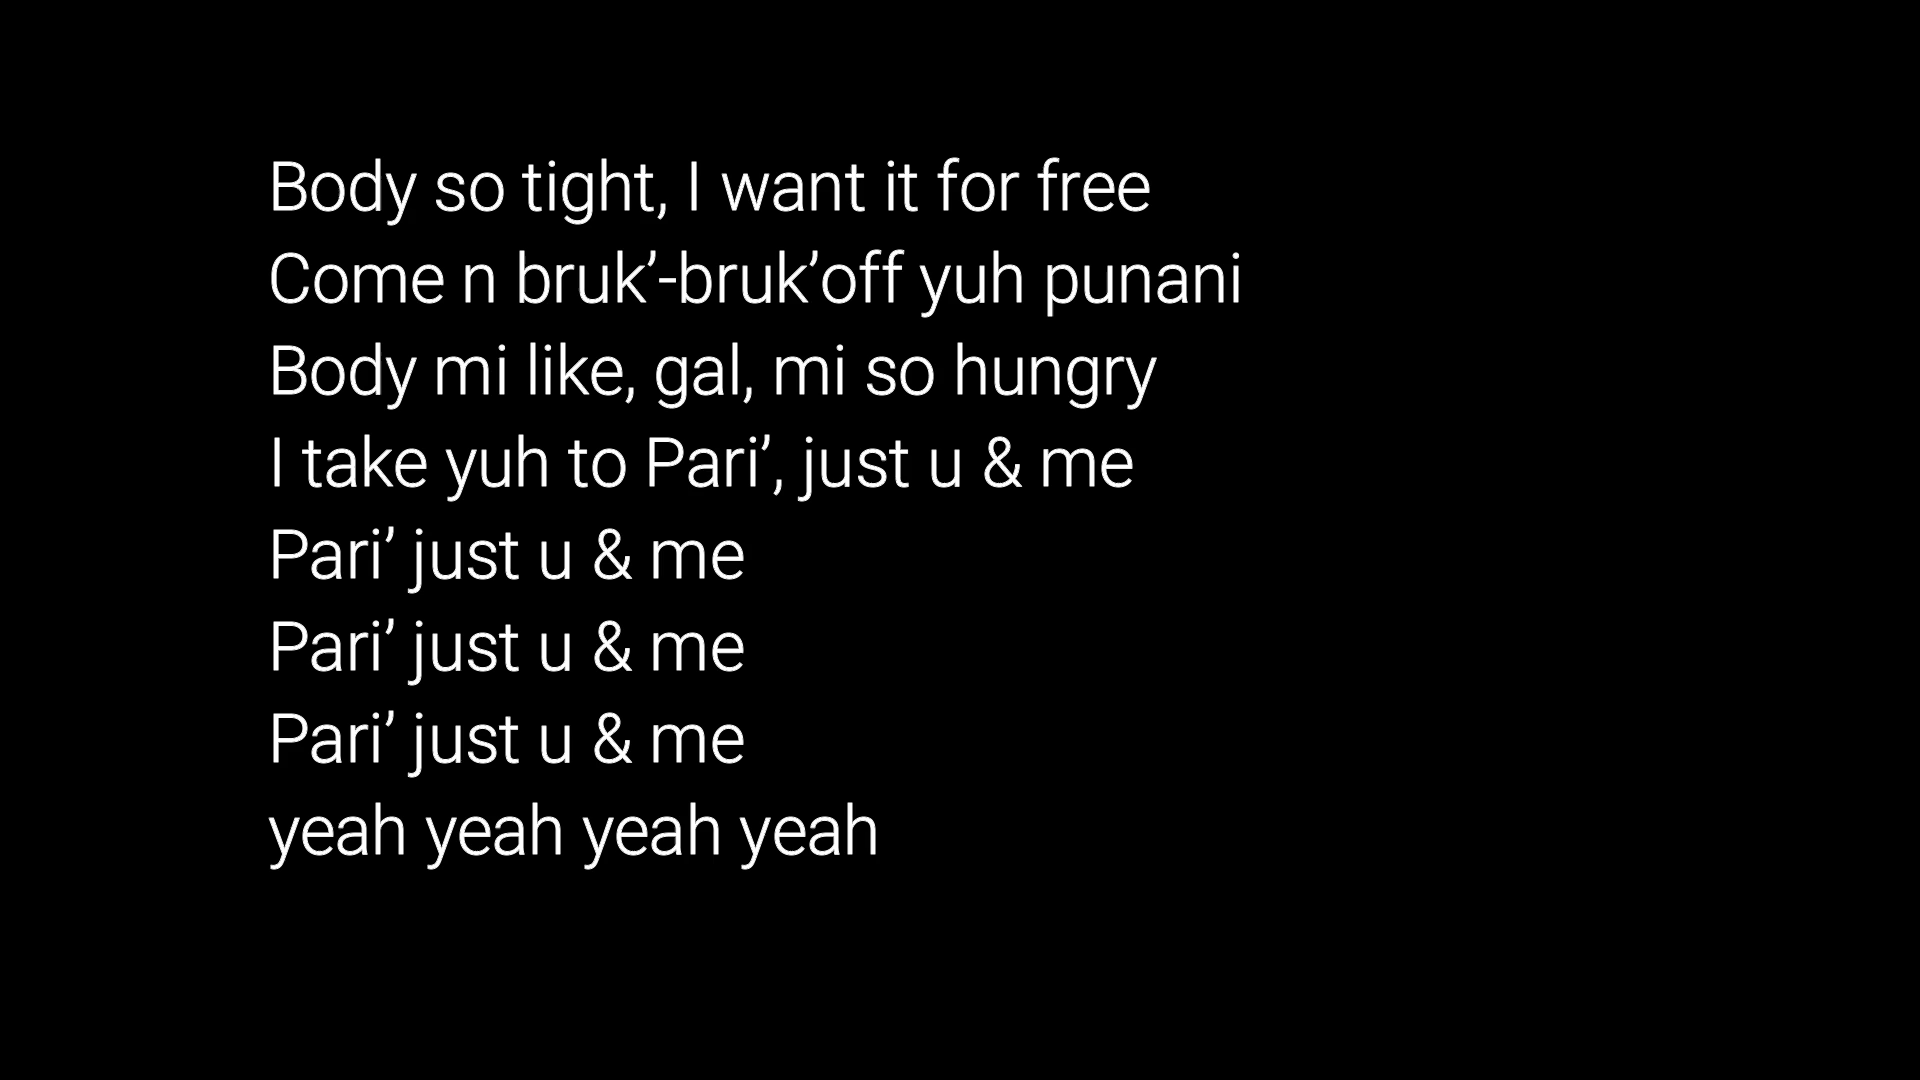 Body so tight, I want it for free
Come n bruk’-bruk’off yuh punani
Body mi like, gal, mi so hungry
I take yuh to Pari’, just u & me
Pari’ just u & me
Pari’ just u & me
Pari’ just u & me
yeah yeah yeah yeah